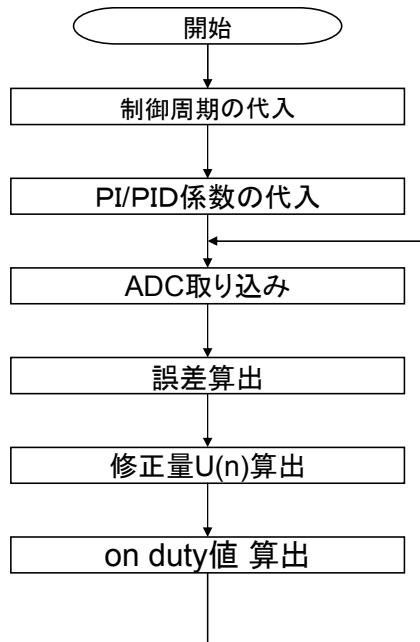 開始
制御周期の代入
PI/PID係数の代入
ADC取り込み
誤差算出
修正量U(n)算出
on duty値 算出